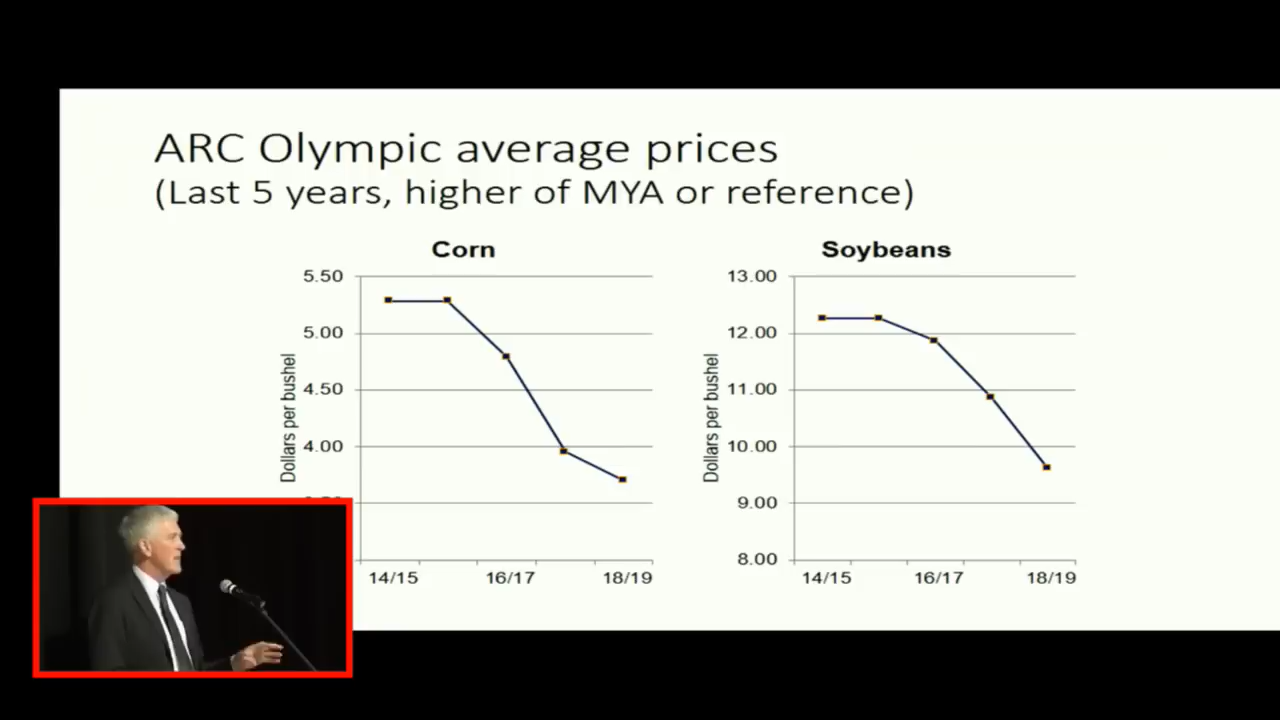 ARC Olympic average prices
(Last 5 years, higher of MYA or reference)
Corn
Dollars per bushel
5.50
5.00
4.50
4.00
14/15
16/17
18/19
Soybeans
Dollars per bushel
13.00
12.00
11.00
10.00
9.00
8.00
14/15
16/17
18/19